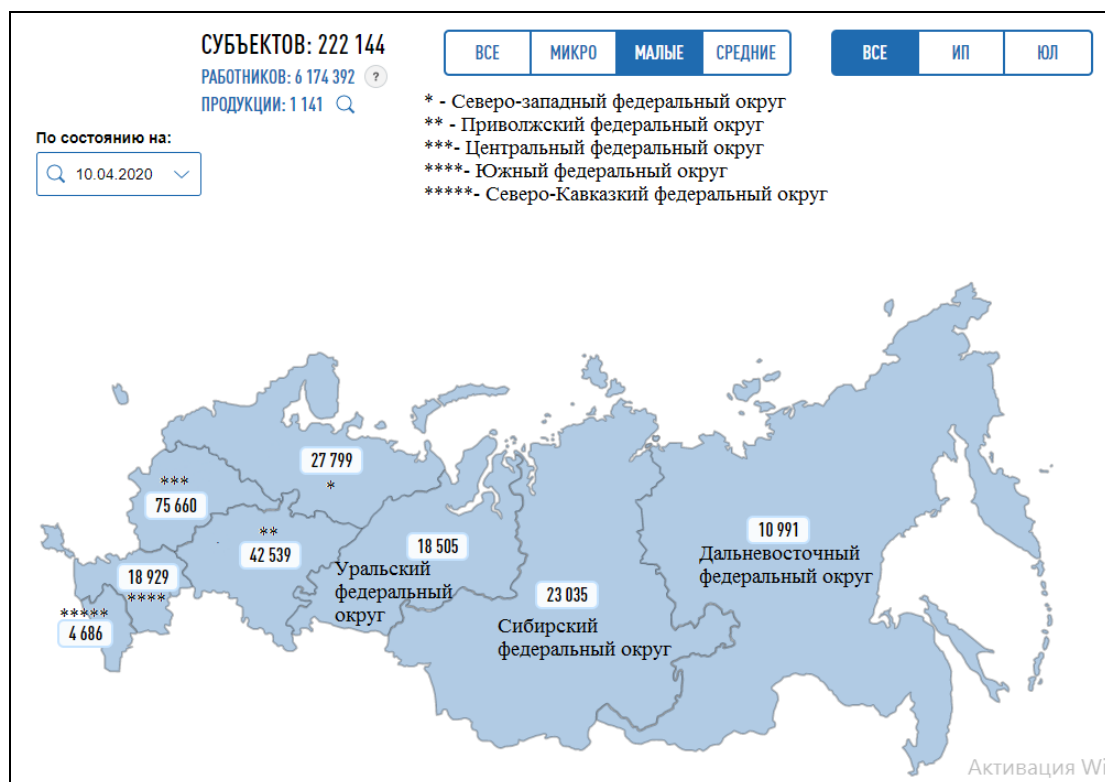 СУБЪЕКТОВ: 222 144
РАБОТНИКОВ: 6 174 392 ?
ПРОДУКЦИИ: 1 141
ВСЕ МИКРО МАЛЫЕ СРЕДНИЕ
ВСЕ ИП ЮЛ
* - Северо-западный федеральный округ
** - Приволжский федеральный округ
***- Центральный федеральный округ
****- Южный федеральный округ
*****- Северо-Кавказкий федеральный округ
По состоянию на:
10.04.2020
27 799
*
***
75 660
**
42 539
18 505
Уральский
федеральный
округ
10 991
Дальневосточный
федеральный округ
18 929
****
*****
4 686
23 035
Сибирский
федеральный округ
Активация Wi